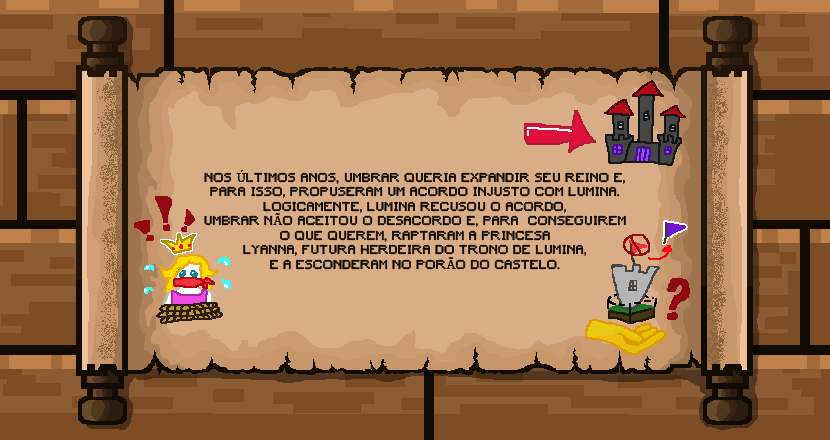 NOS ÚLTIMOS ANOS, UMBRAR QUERIA EXPANDIR SEU REINO E,
PARA ISSO, PROPUSERAM UM ACORDO INJUSTO COM LUMINA.
LOGICAMENTE, LUMINA RECUSOU O ACORDO,
UMBRAR NÃO ACEITOU O DESACORDO E, PARA CONSEGUIREM
O QUE QUEREM, RAPTARAM A PRINCESA
LYANNA, FUTURA HERDEIRA DO TRONO DE LUMINA,
E A ESCONDERAM NO PORÃO DO CASTELO.
!!!
?